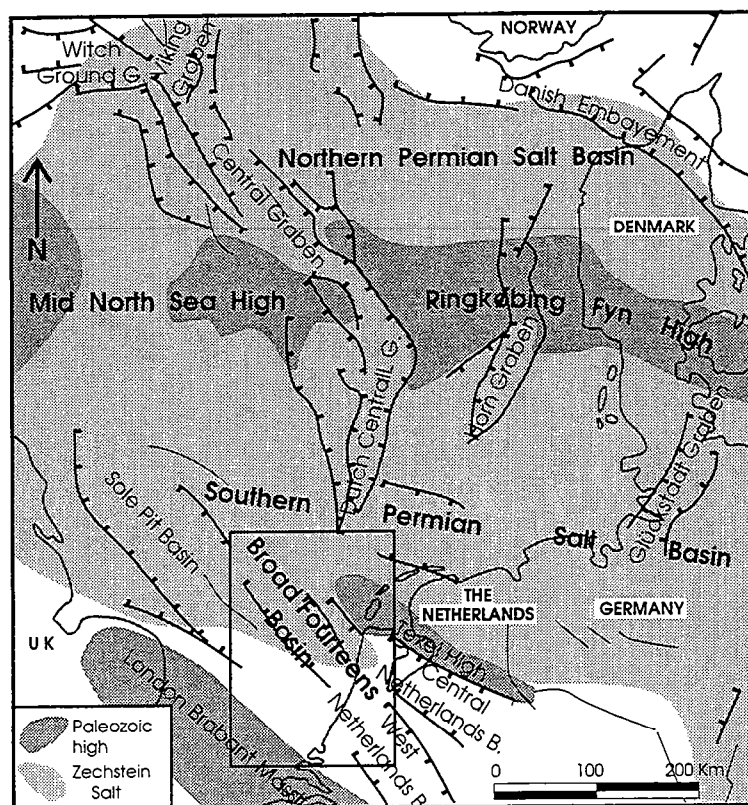 NORWAY
Witch
Ground G.
Viking
Graben
Danish Embayement
Northern Permian Salt Basin
Central Graben
DENMARK
N
Mid North Sea High
Ringkøbing Fyn High
Horn Graben
Dutch Centrall G.
Glückstadt Graben
Sole Pit Basin
Southern Permian Salt Basin
Broad Fourteens
Basin
THE
NETHERLANDS
GERMANY
UK
Texel High
Central
Netherlands B.
West
Netherlands B.
London Brabant Massif
Paleozoic
high
Zechstein
Salt
0 100 200 Km